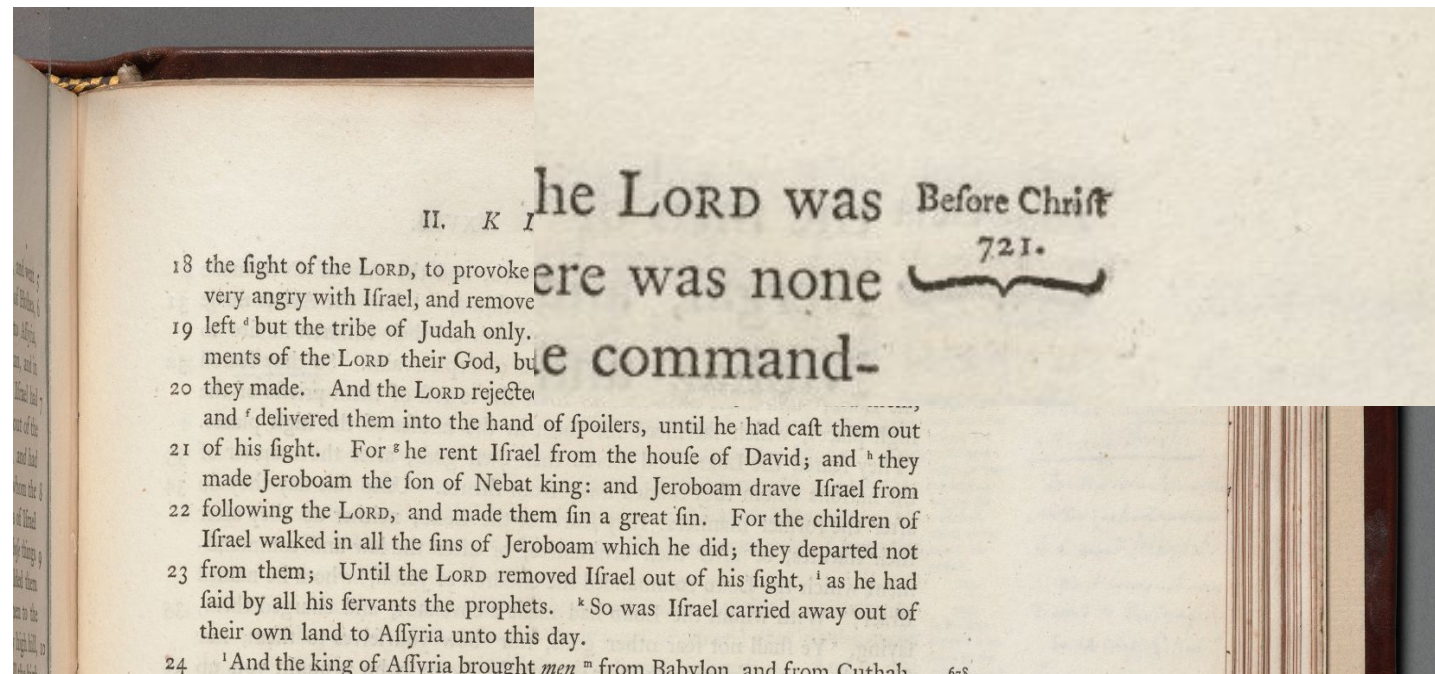 II. K I
18 the ſight of the LORD, to provoke
very angry with Iſrael, and remove
19 left ᵈ but the tribe of Judah only.
ments of the LORD their God, bu
20 they made. And the LORD rejecte
and ᶠ delivered them into the hand of ſpoilers, until he had caſt them out
21 of his ſight. For ᵍ he rent Iſrael from the houſe of David; and ʰ they
made Jeroboam the ſon of Nebat king: and Jeroboam drave Iſrael from
22 following the LORD, and made them ſin a great ſin. For the children of
Iſrael walked in all the ſins of Jeroboam which he did; they departed not
23 from them; Until the LORD removed Iſrael out of his ſight, ⁱ as he had
ſaid by all his ſervants the prophets. ᵏ So was Iſrael carried away out of
their own land to Aſſyria unto this day.
24 ˡ And the king of Aſſyria brought men ᵐ from Babylon, and from Cuthah,
he LORD was
ere was none
e command-
Before Chriſt
721.